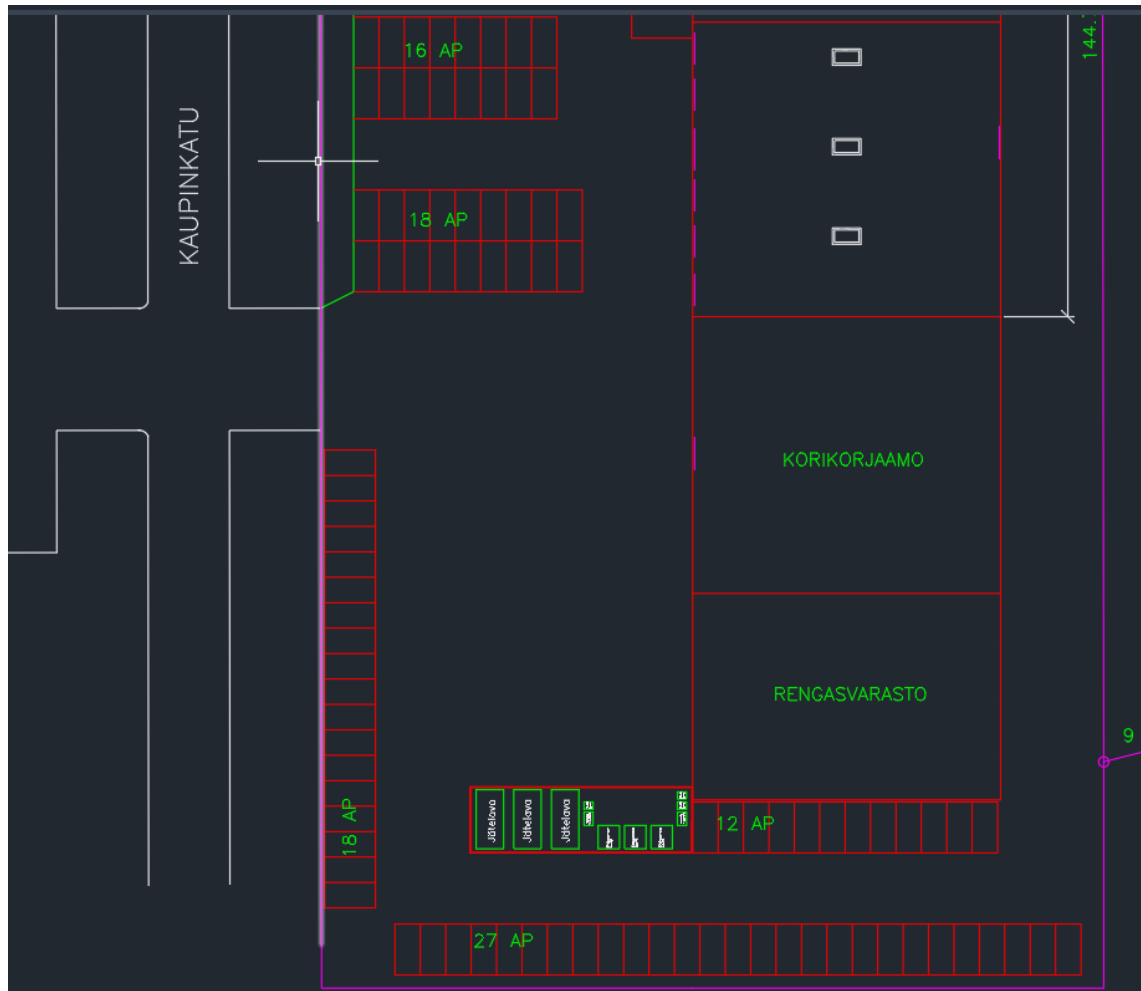 16 AP
144.
KAUPINKATU
18 AP
KORIKORJAAMO
RENGASVARASTO
9
Jätelava
Jätelava
Jätelava
18 AP
12 AP
27 AP